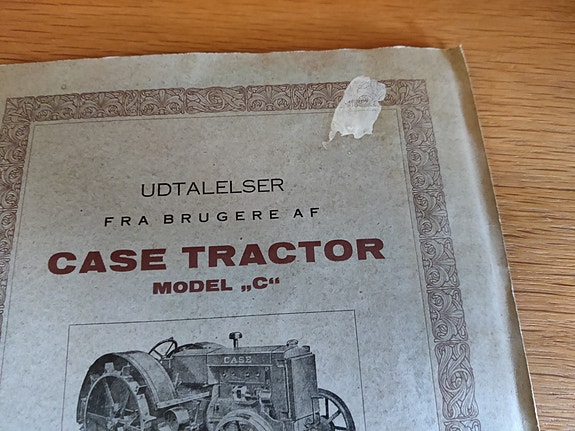 UDTALELSER
FRA BRUGERE AF
CASE TRACTOR
MODEL „C“
CASE